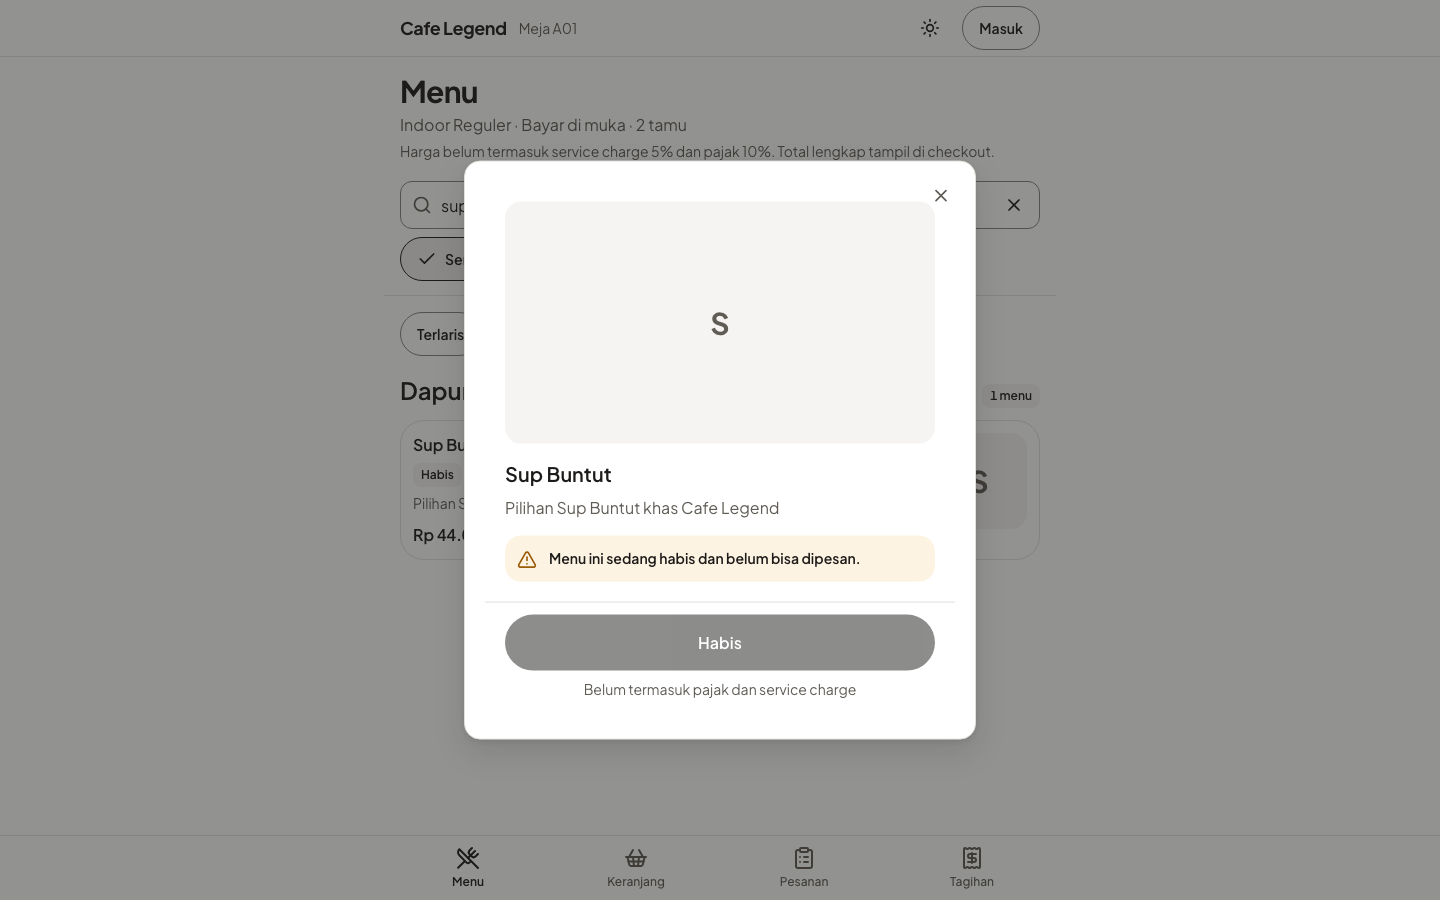 Cafe Legend Meja A01
Masuk
Menu
Indoor Reguler · Bayar di muka · 2 tamu
Harga belum termasuk service charge 5% dan pajak 10%. Total lengkap tampil di checkout.
sup
Terlaris
1 menu
Habis
S
S
Sup Buntut
Pilihan Sup Buntut khas Cafe Legend
Menu ini sedang habis dan belum bisa dipesan.
Habis
Belum termasuk pajak dan service charge
Menu
Keranjang
Pesanan
Tagihan